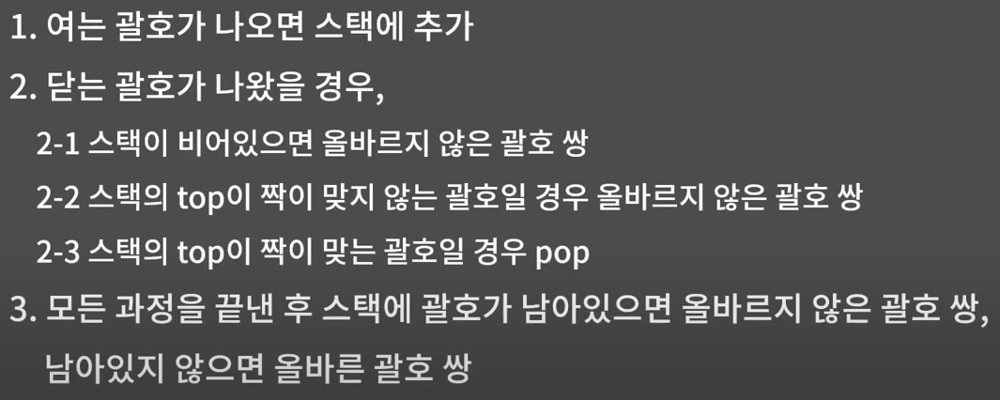 1. 여는 괄호가 나오면 스택에 추가
2. 닫는 괄호가 나왔을 경우,
2-1 스택이 비어있으면 올바르지 않은 괄호 쌍
2-2 스택의 top이 짝이 맞지 않는 괄호일 경우 올바르지 않은 괄호 쌍
2-3 스택의 top이 짝이 맞는 괄호일 경우 pop
3. 모든 과정을 끝낸 후 스택에 괄호가 남아있으면 올바르지 않은 괄호 쌍,
남아있지 않으면 올바른 괄호 쌍